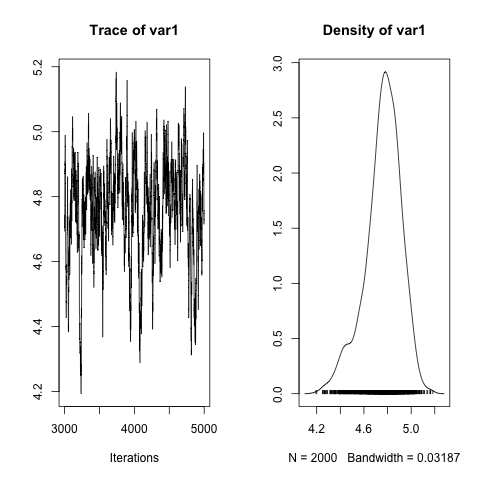 Trace of var1
5.2
5.0
4.8
4.6
4.4
4.2
3000 4000 5000
Iterations
Density of var1
3.0
2.5
2.0
1.5
1.0
0.5
0.0
4.2 4.6 5.0
N = 2000 Bandwidth = 0.03187